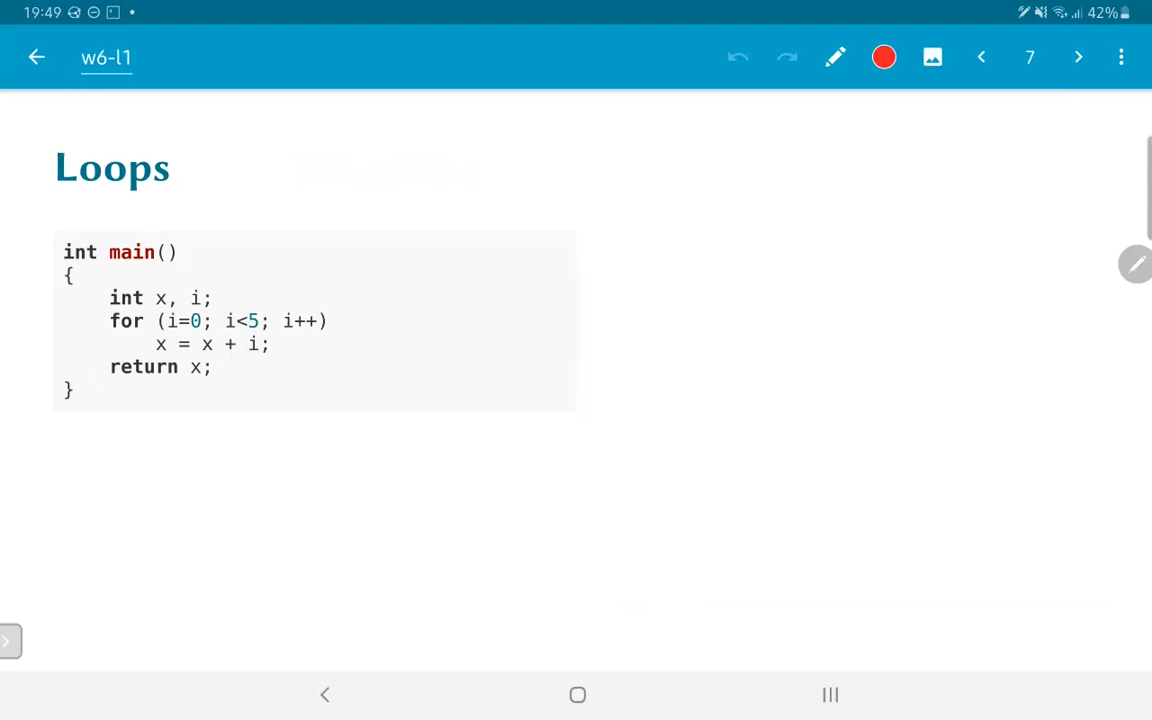 19:49 42%
w6-l1 7
Loops
int main()
{
    int x, i;
    for (i=0; i<5; i++)
        x = x + i;
    return x;
}